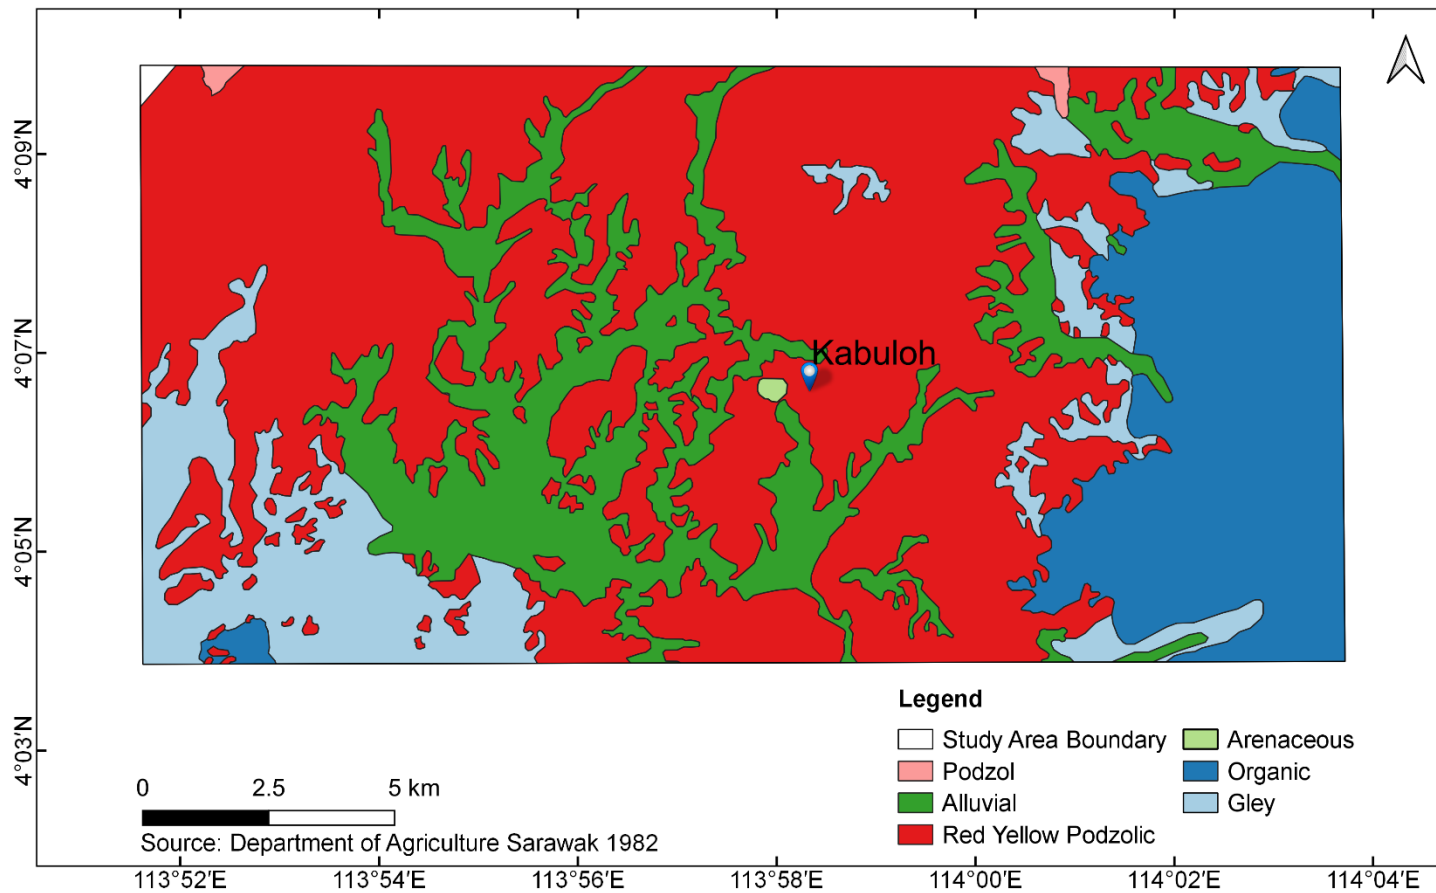 4°09'N
4°07'N
4°05'N
4°03'N
Kabuloh
Legend
Study Area Boundary
Podzol
Alluvial
Red Yellow Podzolic
Arenaceous
Organic
Gley
0 2.5 5 km
Source: Department of Agriculture Sarawak 1982
113°52'E 113°54'E 113°56'E 113°58'E 114°00'E 114°02'E 114°04'E